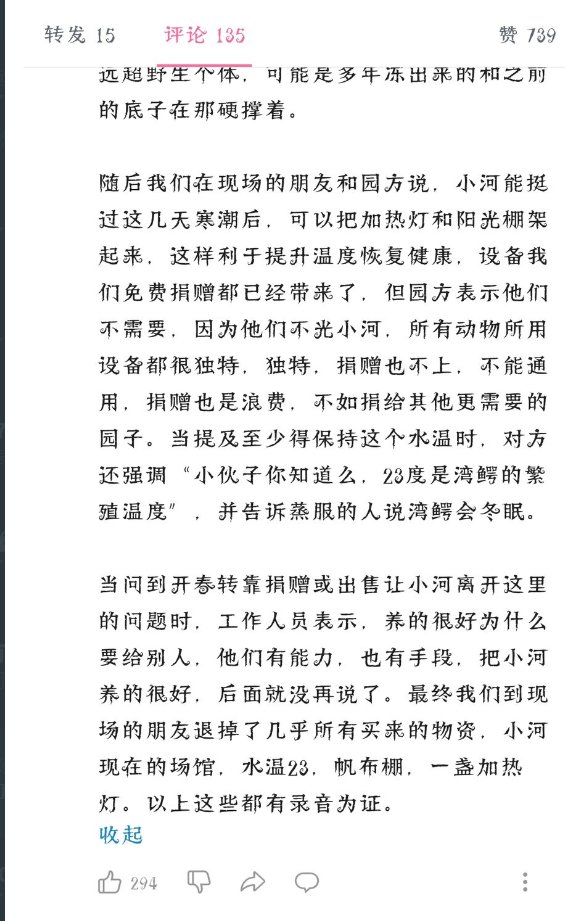 转发 15 评论 135 赞 739
远超野生个体，可能是多年冻出来的和之前
的底子在那硬撑着。
随后我们在现场的朋友和园方说，小河能挺
过这几天寒潮后，可以把加热灯和阳光棚架
起来，这样利于提升温度恢复健康，设备我
们免费捐赠都已经带来了，但园方表示他们
不需要，因为他们不光小河，所有动物所用
设备都很独特，独特，捐赠也不上，不能通
用，捐赠也是浪费，不如捐给其他更需要的
园子。当提及至少得保持这个水温时，对方
还强调“小伙子你知道么，23度是湾鳄的繁
殖温度”，并告诉蒸服的人说湾鳄会冬眠。
当问到开春转靠捐赠或出售让小河离开这里
的问题时，工作人员表示，养的很好为什么
要给别人，他们有能力，也有手段，把小河
养的很好，后面就没再说了。最终我们到现
场的朋友退掉了几乎所有买来的物资，小河
现在的场馆，水温23，帆布棚，一盏加热
灯。以上这些都有录音为证。
收起
294